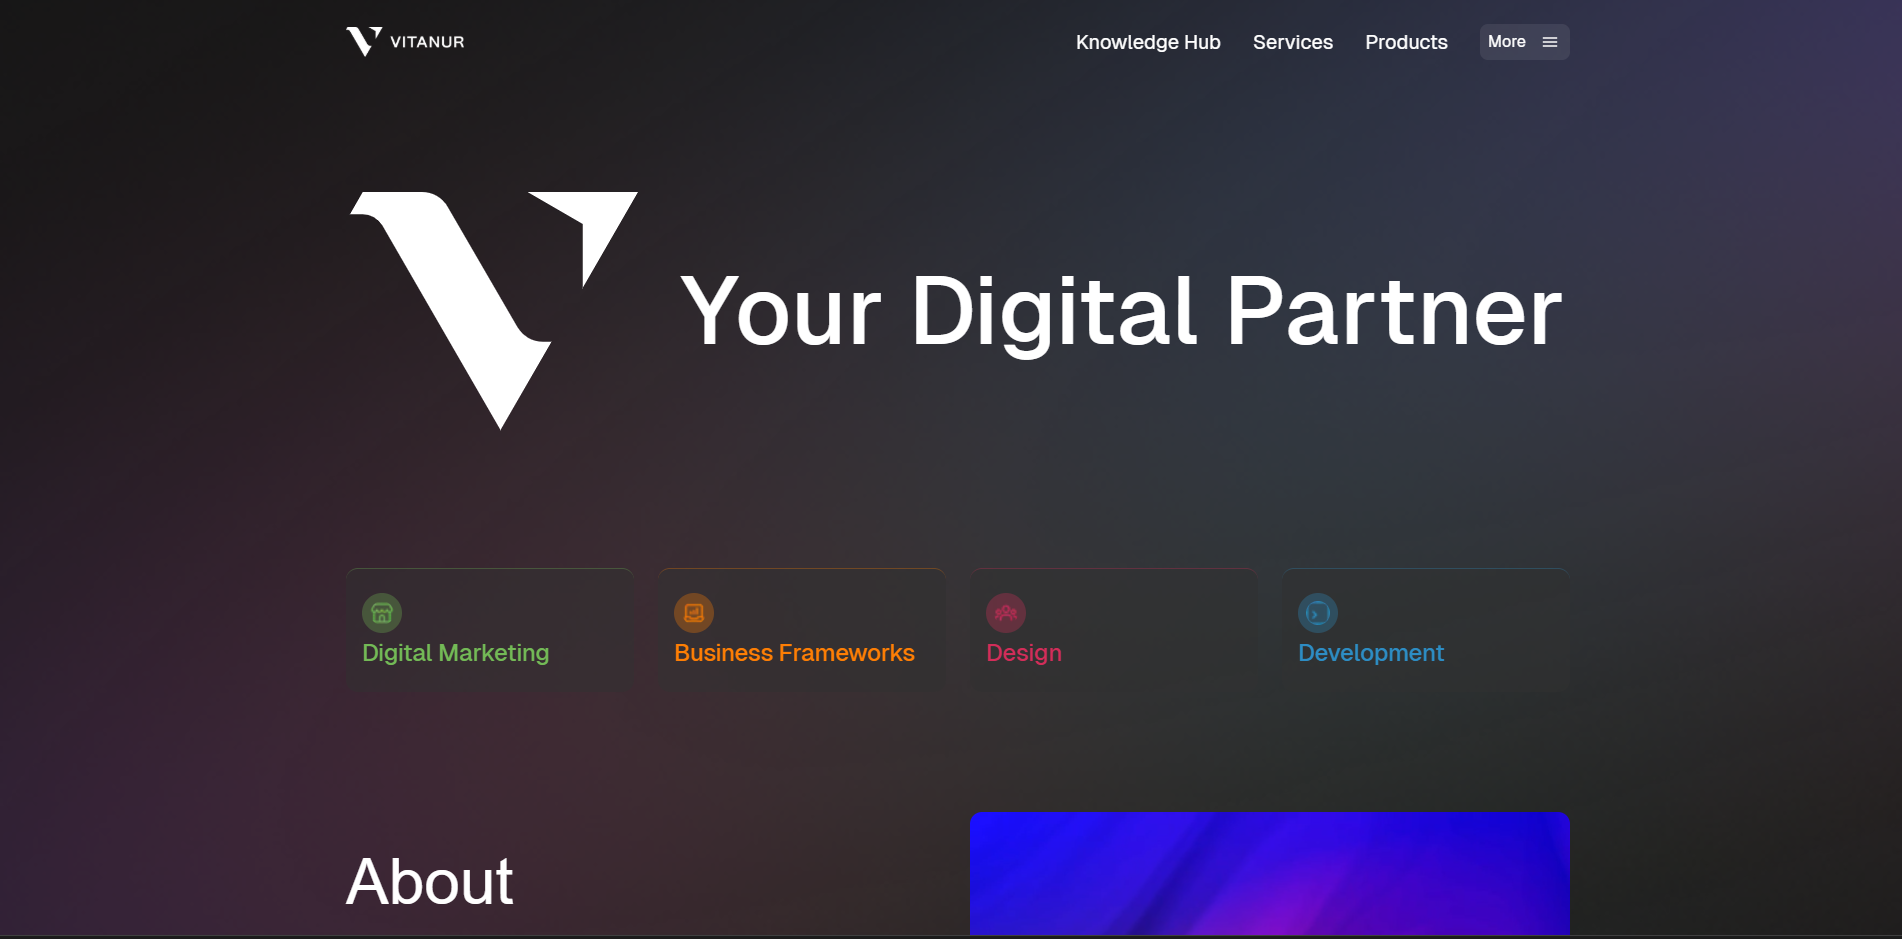 VITANUR
Knowledge Hub
Services
Products
More
Your Digital Partner
Digital Marketing
Business Frameworks
Design
Development
About